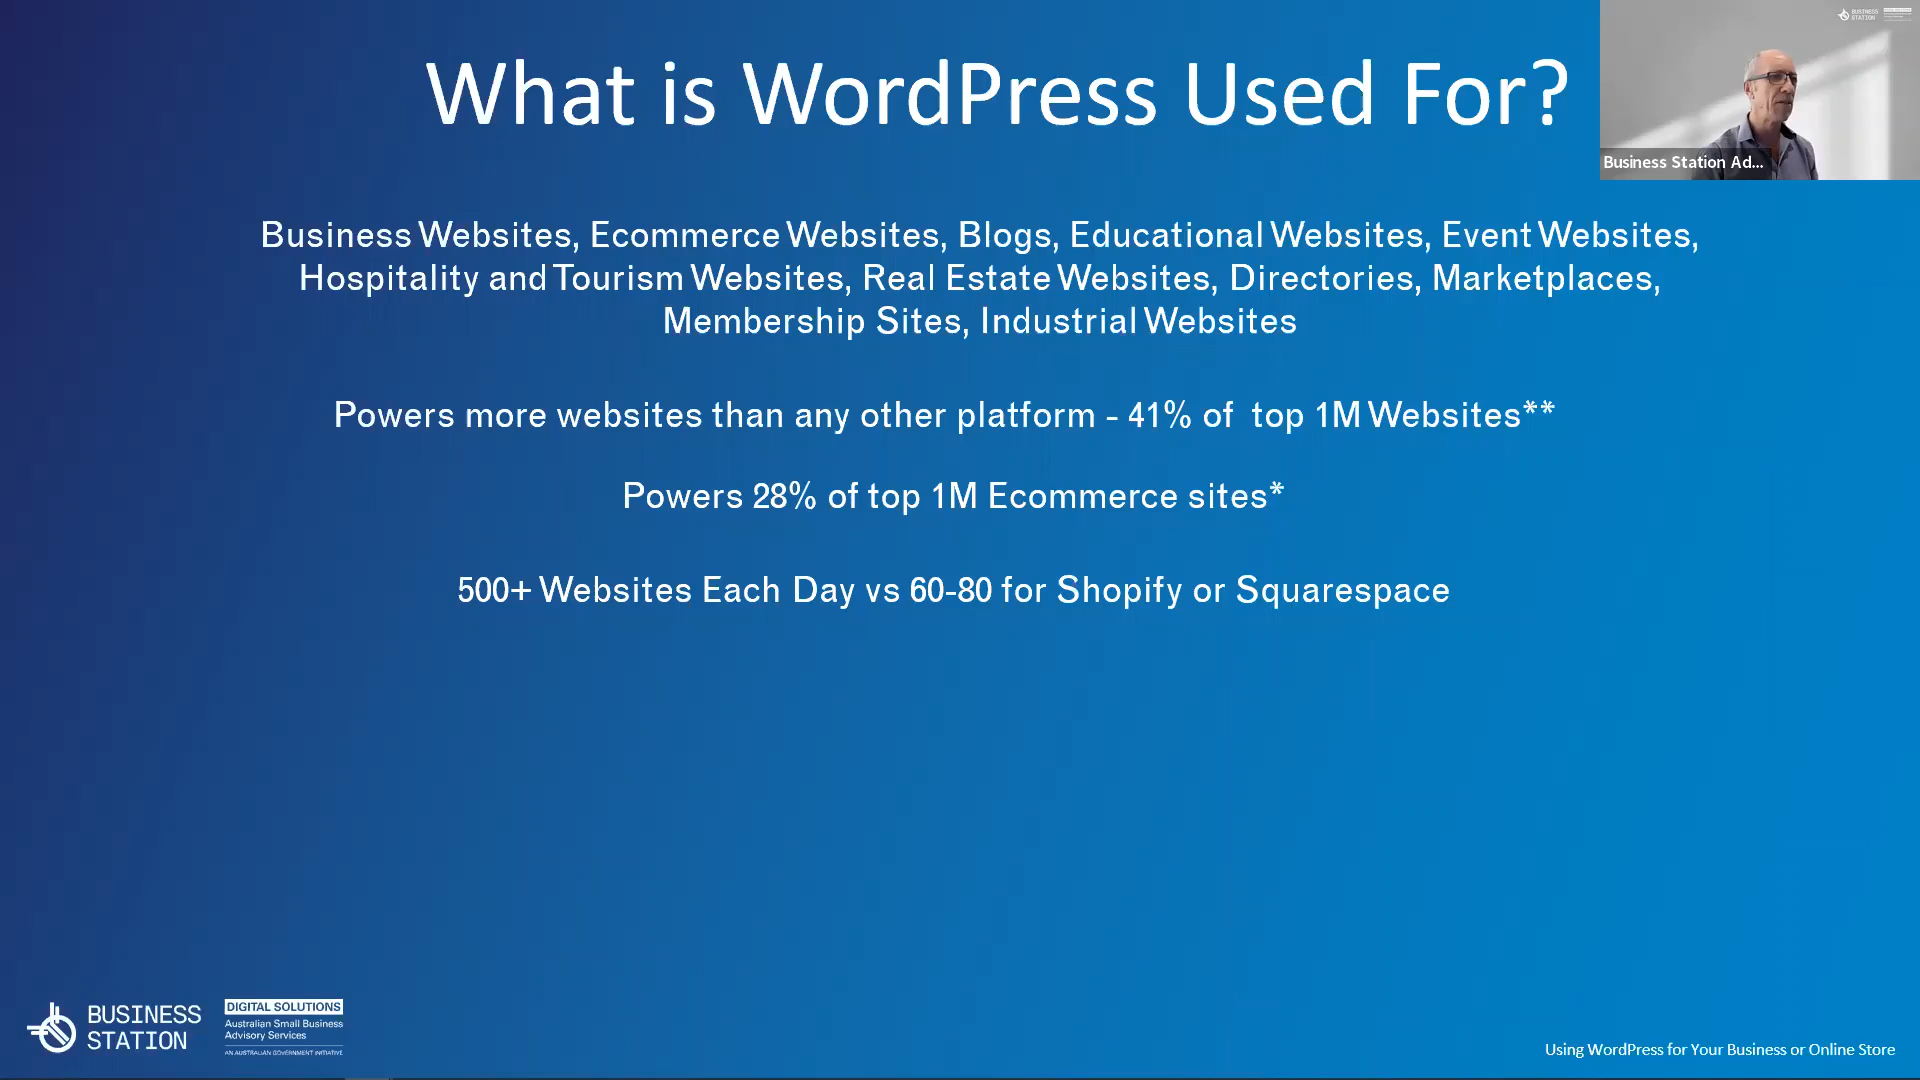 What is WordPress Used For?
BUSINESS
STATION
Business Station Ad...
Business Websites, Ecommerce Websites, Blogs, Educational Websites, Event Websites,
Hospitality and Tourism Websites, Real Estate Websites, Directories, Marketplaces,
Membership Sites, Industrial Websites
Powers more websites than any other platform - 41% of top 1M Websites**
Powers 28% of top 1M Ecommerce sites*
500+ Websites Each Day vs 60-80 for Shopify or Squarespace
BUSINESS
STATION
DIGITAL SOLUTIONS
Australian Small Business
Advisory Services
AN AUSTRALIAN GOVERNMENT INITIATIVE
Using WordPress for Your Business or Online Store